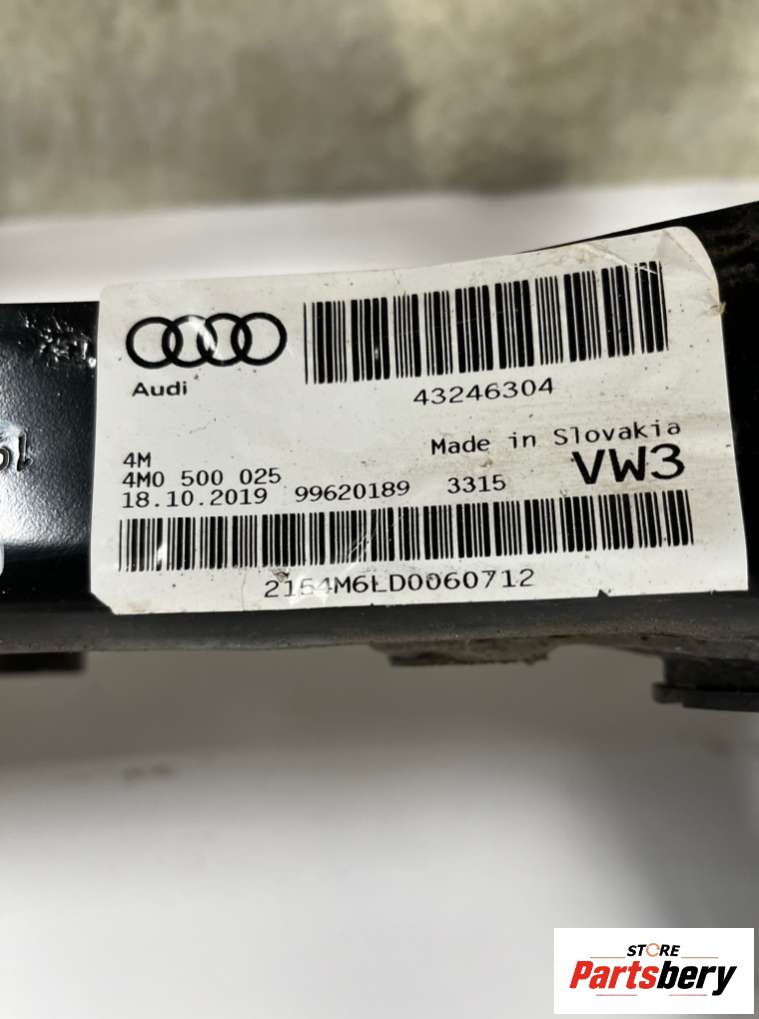 43246304
Audi
Made in Slovakia
4M
4M0 500 025
VW3
18.10.2019 99620189 3315
2154M6LD0060712
STORE
Partsbery